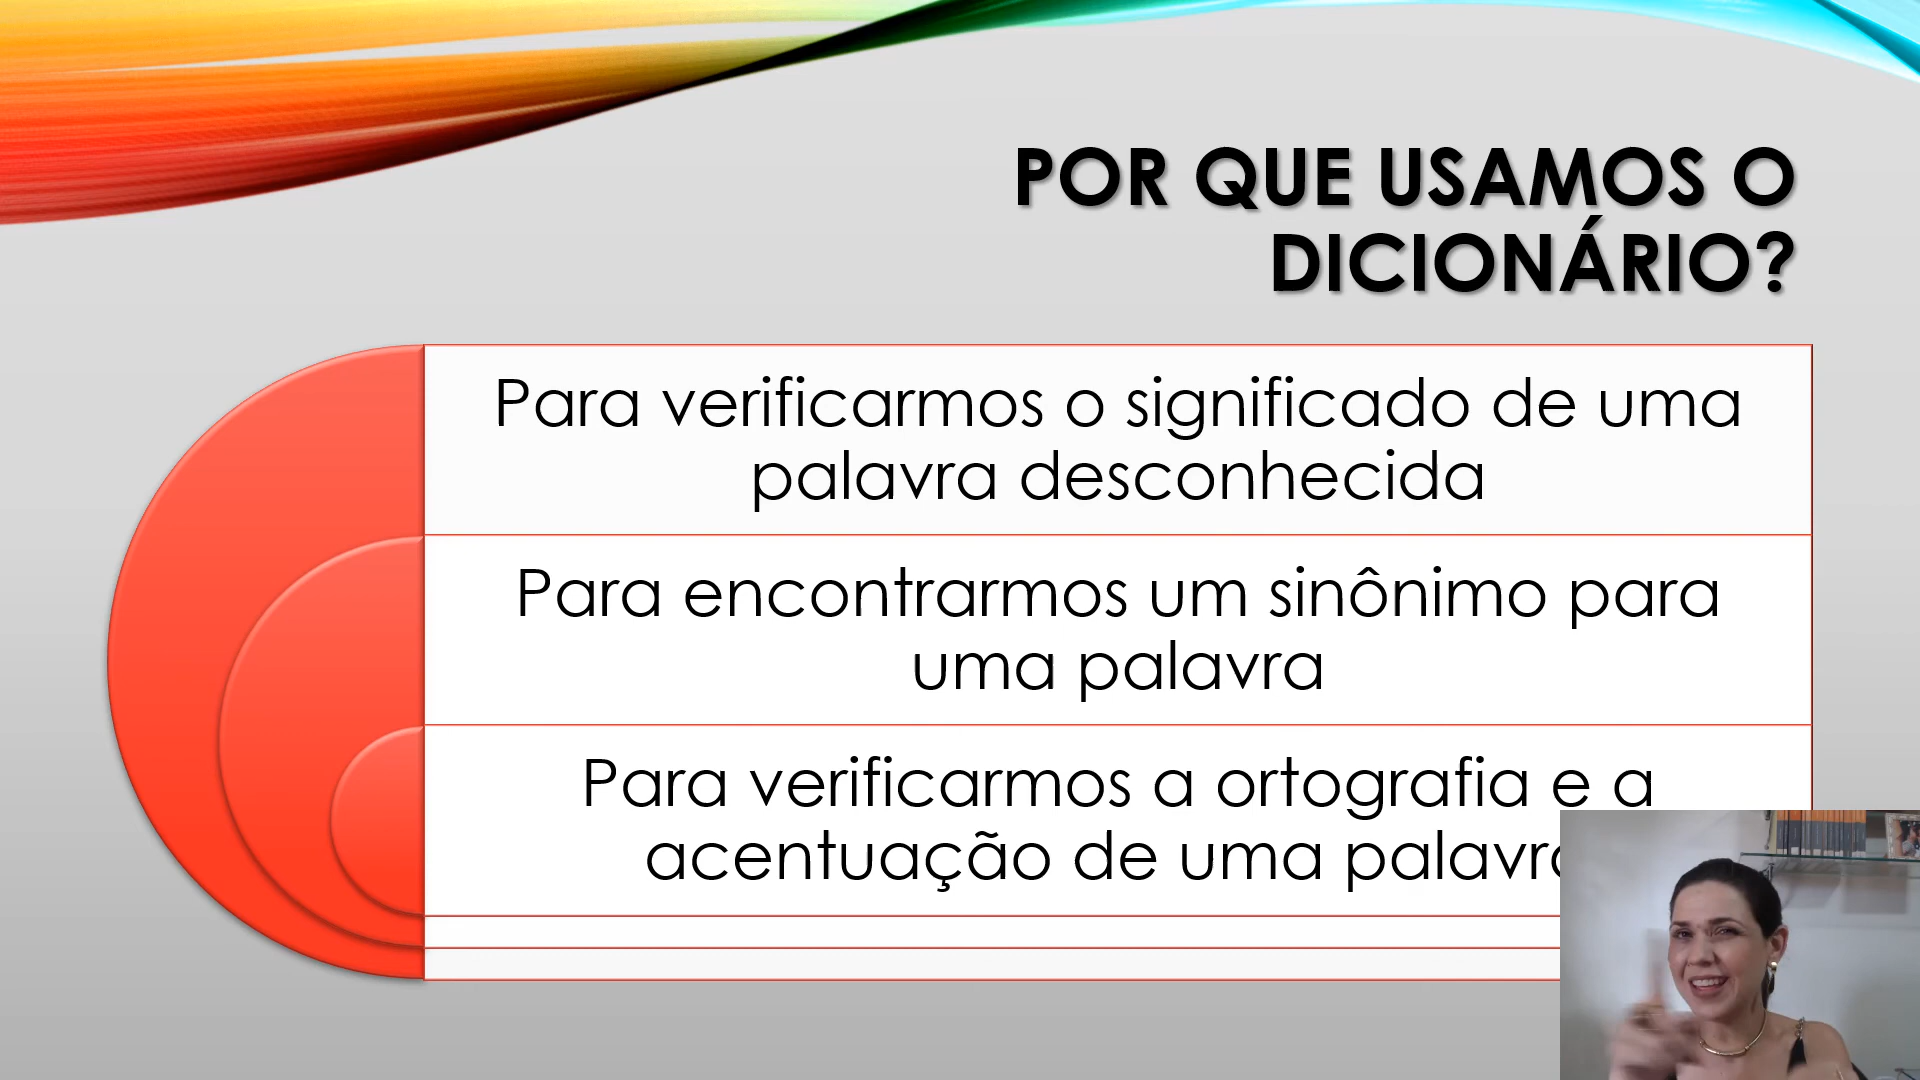 POR QUE USAMOS O
DICIONÁRIO?
Para verificarmos o significado de uma
palavra desconhecida
Para encontrarmos um sinônimo para
uma palavra
Para verificarmos a ortografia e a
acentuação de uma palavra